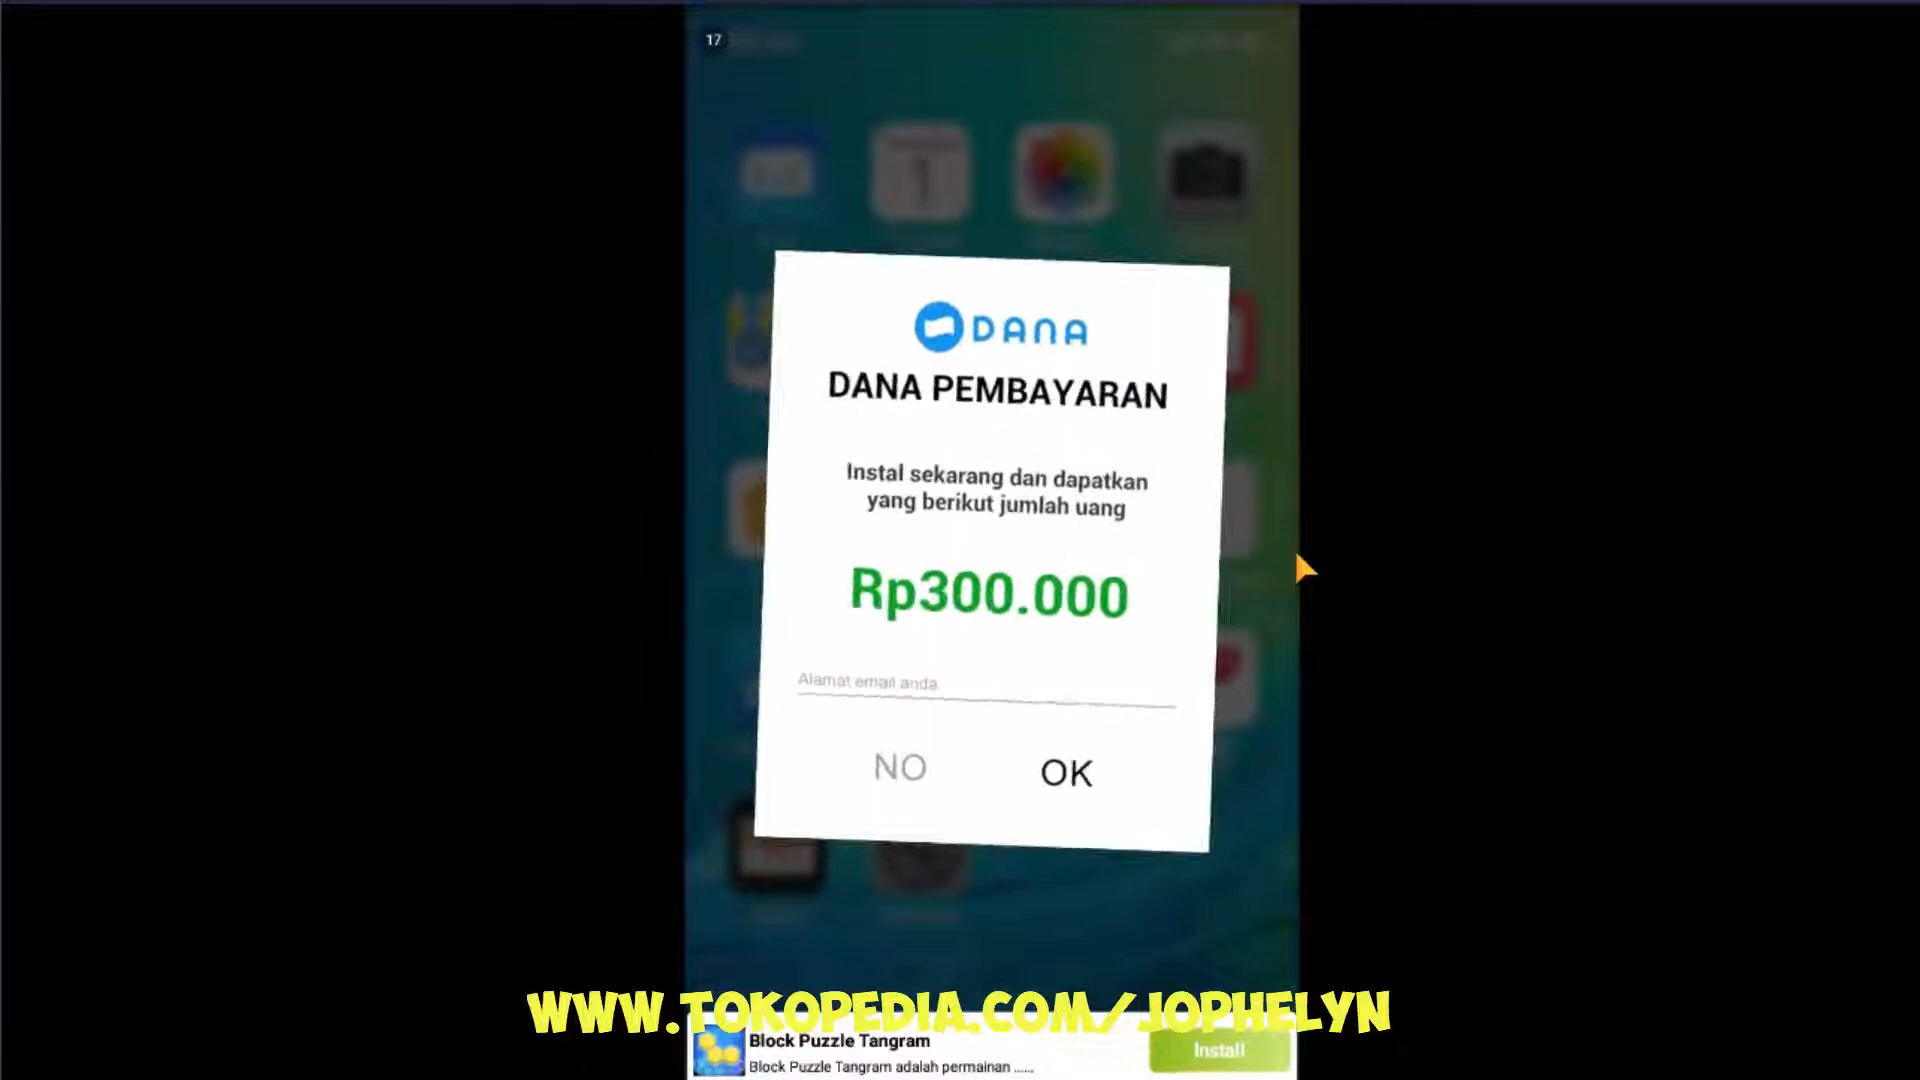 17
1
DANA
DANA PEMBAYARAN
Instal sekarang dan dapatkan
yang berikut jumlah uang
Rp300.000
Alamat email anda
NO
OK
WWW.TOKOPEDIA.COM/JOPHELYN
Block Puzzle Tangram
Block Puzzle Tangram adalah permainan ......
Install